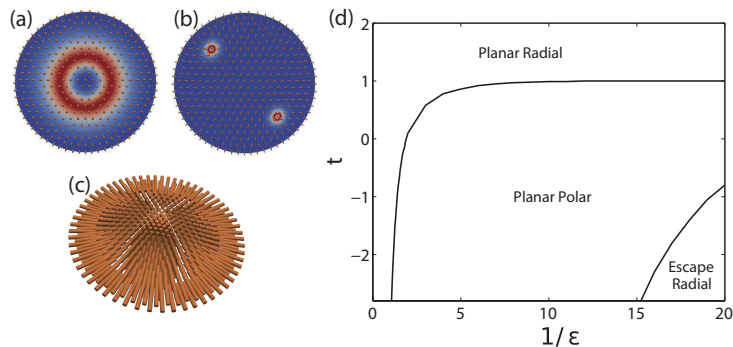 (a)
(b)
(c)
(d)
t
2
1
0
−1
−2
Planar Radial
Planar Polar
Escape
Radial
0
5
10
15
20
1/ε